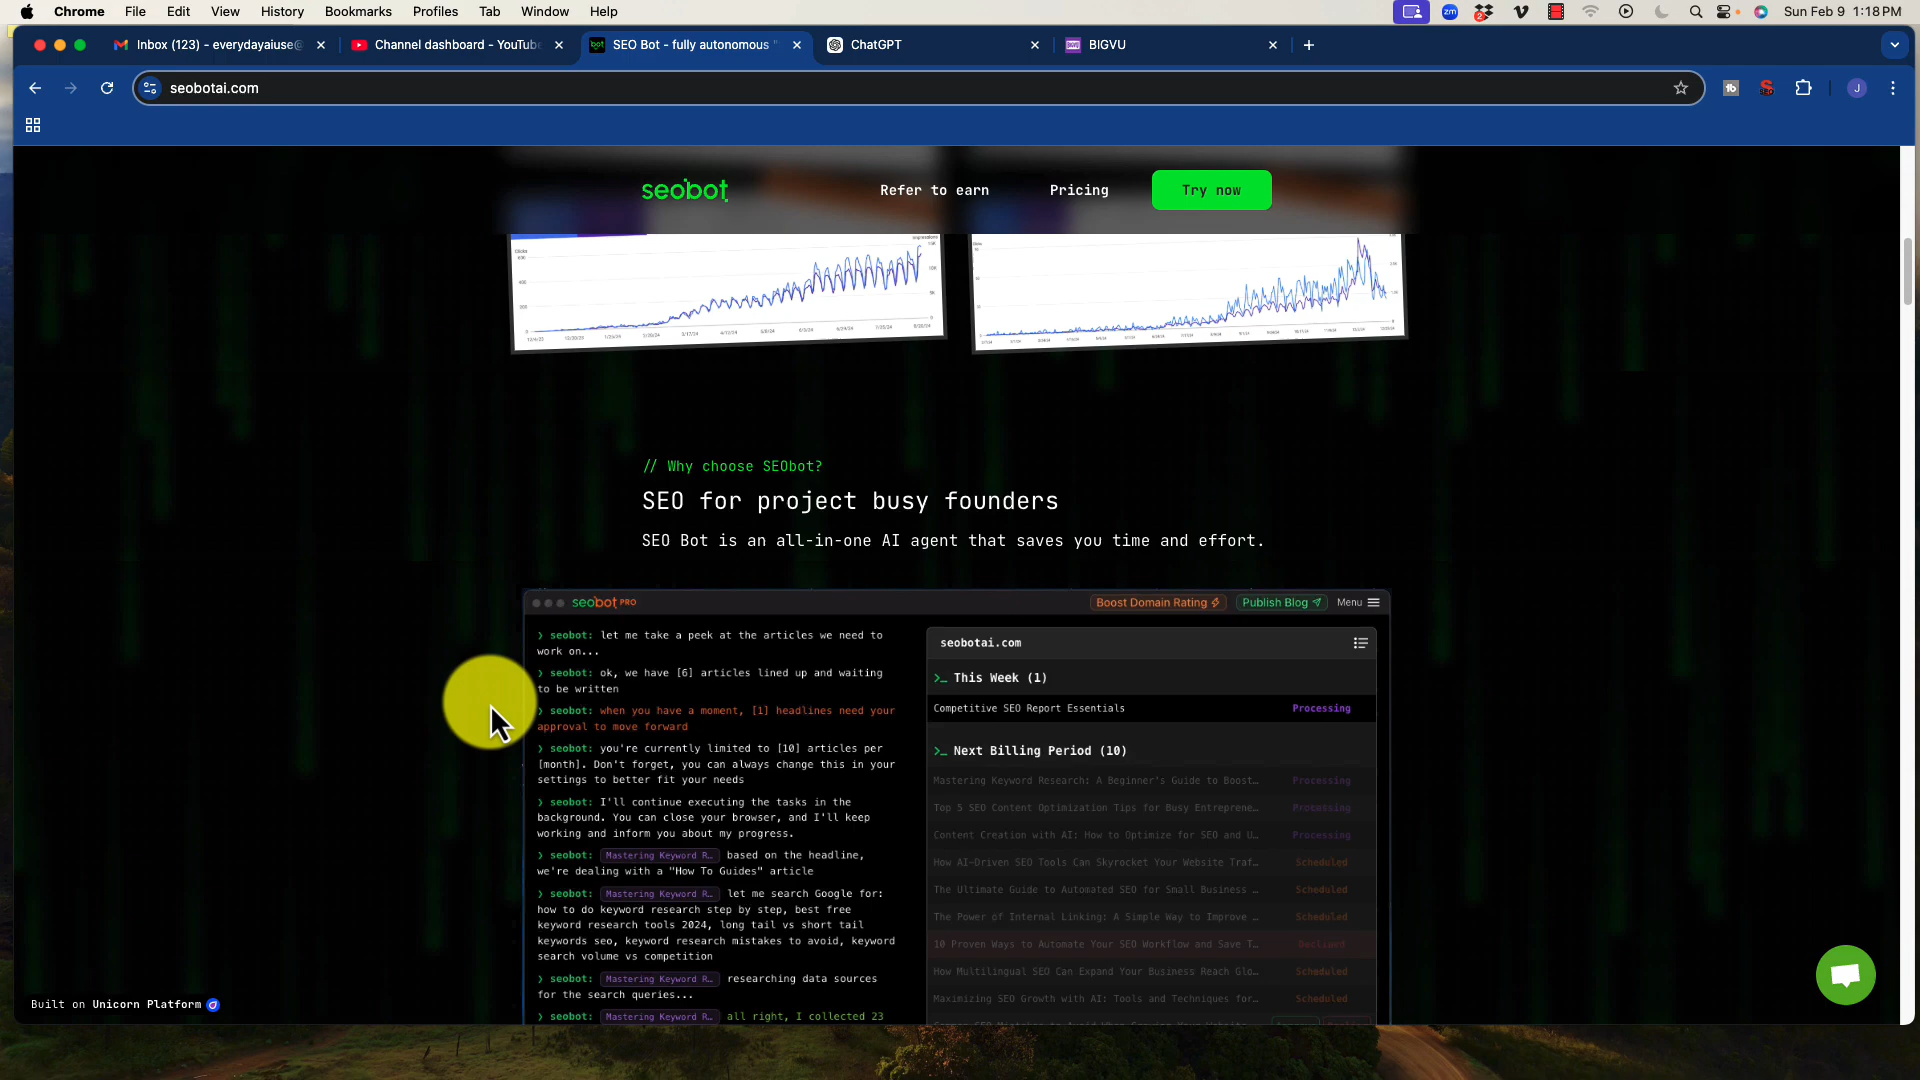 Chrome File Edit View History Bookmarks Profiles Tab Window Help
zm 2 Sun Feb 9 1:18 PM
Inbox (123) - everydayaiuse@ Channel dashboard - YouTube SEO Bot - fully autonomous " ChatGPT BIGVU
seobotai.com
seobot Refer to earn Pricing Try now
Clicks Impressions
// Why choose SEObot?
SEO for project busy founders
SEO Bot is an all-in-one AI agent that saves you time and effort.
seobot PRO Boost Domain Rating Publish Blog Menu
❯ seobot: let me take a peek at the articles we need to
work on...
❯ seobot: ok, we have [6] articles lined up and waiting
to be written
❯ seobot: when you have a moment, [1] headlines need your
approval to move forward
❯ seobot: you're currently limited to [10] articles per
[month]. Don't forget, you can always change this in your
settings to better fit your needs
❯ seobot: I'll continue executing the tasks in the
background. You can close your browser, and I'll keep
working and inform you about my progress.
❯ seobot: Mastering Keyword R… based on the headline,
we're dealing with a "How To Guides" article
❯ seobot: Mastering Keyword R… let me search Google for:
how to do keyword research step by step, best free
keyword research tools 2024, long tail vs short tail
keywords seo, keyword research mistakes to avoid, keyword
search volume vs competition
❯ seobot: Mastering Keyword R… researching data sources
for the search queries...
❯ seobot: Mastering Keyword R… all right, I collected 23
seobotai.com
>_ This Week (1)
Competitive SEO Report Essentials Processing
>_ Next Billing Period (10)
Mastering Keyword Research: A Beginner's Guide to Boost… Processing
Top 5 SEO Content Optimization Tips for Busy Entreprene… Processing
Content Creation with AI: How to Optimize for SEO and U… Processing
How AI-Driven SEO Tools Can Skyrocket Your Website Traf… Scheduled
The Ultimate Guide to Automated SEO for Small Business … Scheduled
The Power of Internal Linking: A Simple Way to Improve … Scheduled
10 Proven Ways to Automate Your SEO Workflow and Save T… Declined
How Multilingual SEO Can Expand Your Business Reach Glo… Scheduled
Maximizing SEO Growth with AI: Tools and Techniques for… Scheduled
Built on Unicorn Platform